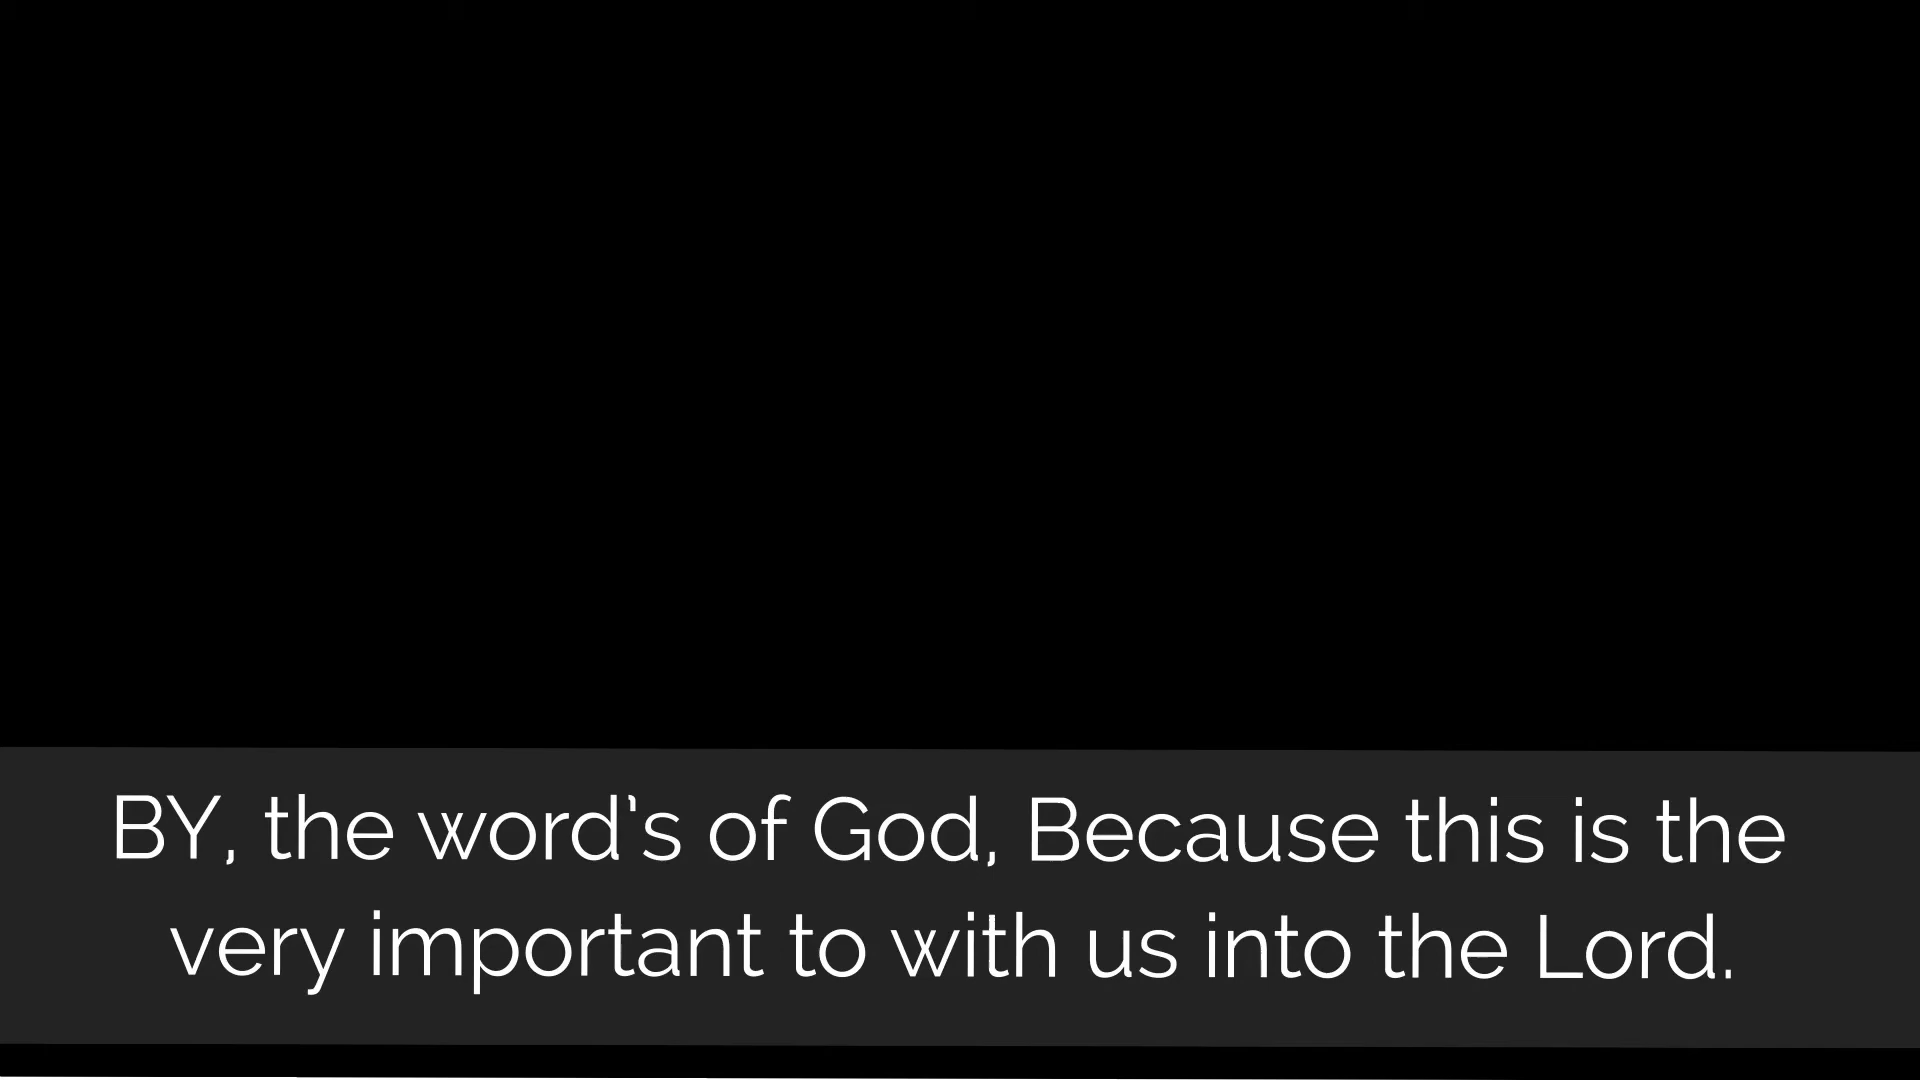 BY, the word's of God, Because this is the
very important to with us into the Lord.